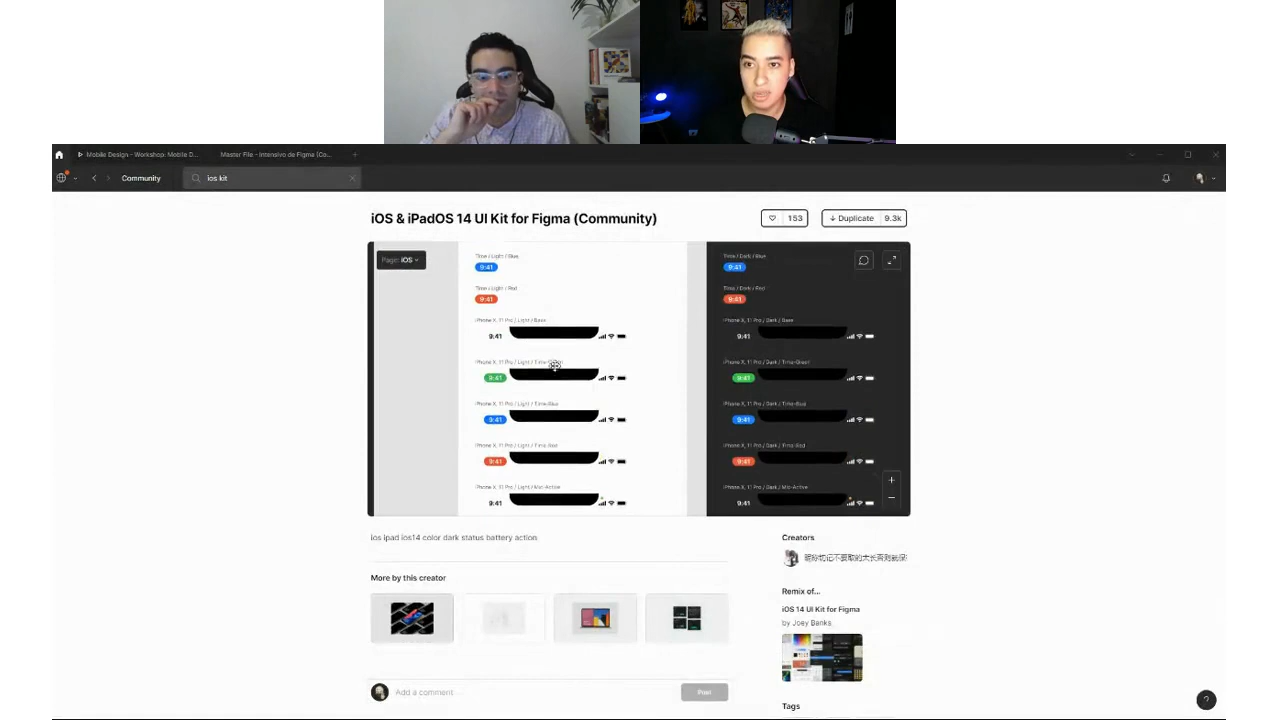 Mobile Design - Workshop: Mobile D...
Master File - Intensivo de Figma (Co...
Community
ios kit
iOS & iPadOS 14 UI Kit for Figma (Community)
153
Duplicate 9.3k
Page: iOS
Time / Light / Blue
9:41
Time / Light / Red
9:41
iPhone X, 11 Pro / Light / Base
9:41
iPhone X, 11 Pro / Light / Time-
9:41
iPhone X, 11 Pro / Light / Time-Blue
9:41
iPhone X, 11 Pro / Light / Time-Red
9:41
iPhone X, 11 Pro / Light / Mic-Active
9:41
Time / Dark / Blue
9:41
Time / Dark / Red
9:41
iPhone X, 11 Pro / Dark / Base
9:41
iPhone X, 11 Pro / Dark / Time-Green
9:41
iPhone X, 11 Pro / Dark / Time-Blue
9:41
iPhone X, 11 Pro / Dark / Time-Red
9:41
iPhone X, 11 Pro / Dark / Mic-Active
9:41
ios ipad ios14 color dark status battery action
More by this creator
Add a comment...
Post
Creators
Remix of...
iOS 14 UI Kit for Figma
by Joey Banks
Tags